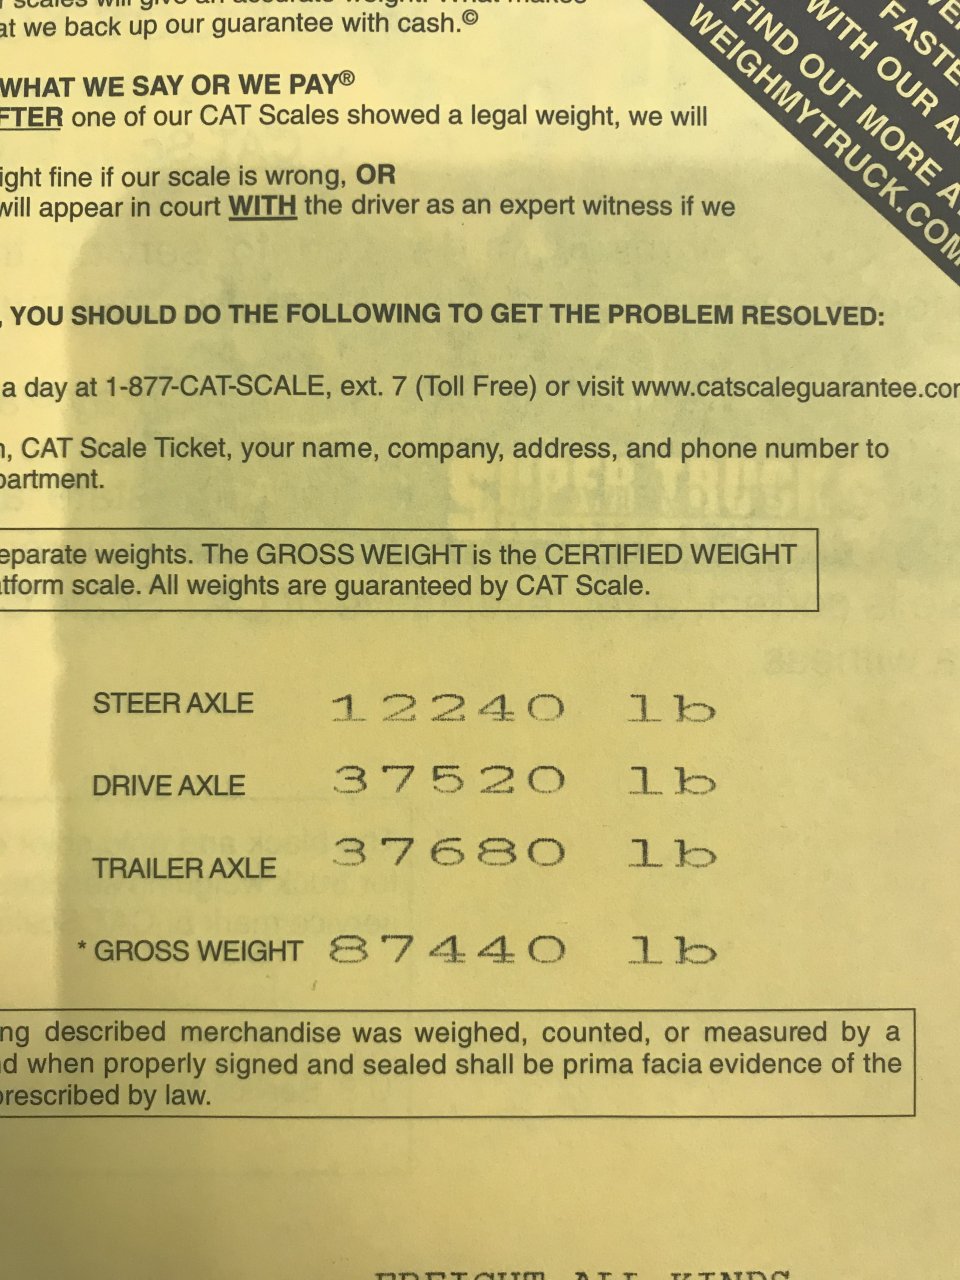 at we back up our guarantee with cash.©
WHAT WE SAY OR WE PAY®
AFTER one of our CAT Scales showed a legal weight, we will
ight fine if our scale is wrong, OR
will appear in court WITH the driver as an expert witness if we
, YOU SHOULD DO THE FOLLOWING TO GET THE PROBLEM RESOLVED:
a day at 1-877-CAT-SCALE, ext. 7 (Toll Free) or visit www.catscaleguarantee.com
n, CAT Scale Ticket, your name, company, address, and phone number to
partment.
eparate weights. The GROSS WEIGHT is the CERTIFIED WEIGHT
atform scale. All weights are guaranteed by CAT Scale.
STEER AXLE 12240 lb
DRIVE AXLE 37520 lb
TRAILER AXLE 37680 lb
* GROSS WEIGHT 87440 lb
ng described merchandise was weighed, counted, or measured by a
d when properly signed and sealed shall be prima facia evidence of the
prescribed by law.
FREIGHT ALL KINDS
FASTE
WITH OUR A
FIND OUT MORE A
WEIGHMYTRUCK.COM